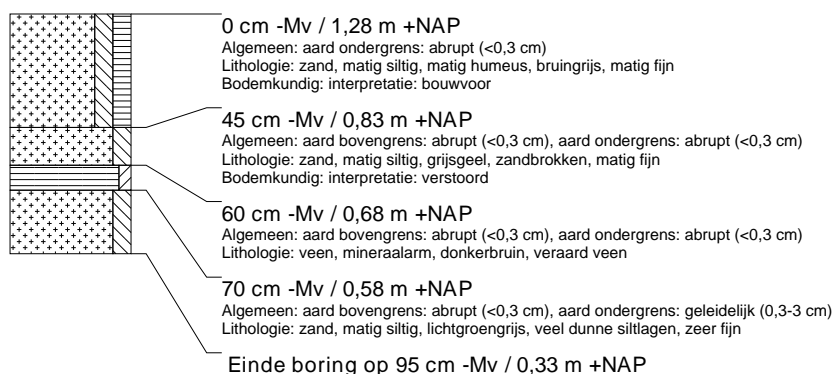 0 cm -Mv / 1,28 m +NAP
Algemeen: aard ondergrens: abrupt (<0,3 cm)
Lithologie: zand, matig siltig, matig humeus, bruingrijs, matig fijn
Bodemkundig: interpretatie: bouwvoor
45 cm -Mv / 0,83 m +NAP
Algemeen: aard bovengrens: abrupt (<0,3 cm), aard ondergrens: abrupt (<0,3 cm)
Lithologie: zand, matig siltig, grijsgeel, zandbrokken, matig fijn
Bodemkundig: interpretatie: verstoord
60 cm -Mv / 0,68 m +NAP
Algemeen: aard bovengrens: abrupt (<0,3 cm), aard ondergrens: abrupt (<0,3 cm)
Lithologie: veen, mineraalarm, donkerbruin, veraard veen
70 cm -Mv / 0,58 m +NAP
Algemeen: aard bovengrens: abrupt (<0,3 cm), aard ondergrens: geleidelijk (0,3-3 cm)
Lithologie: zand, matig siltig, lichtgroengrijs, veel dunne siltlagen, zeer fijn
Einde boring op 95 cm -Mv / 0,33 m +NAP